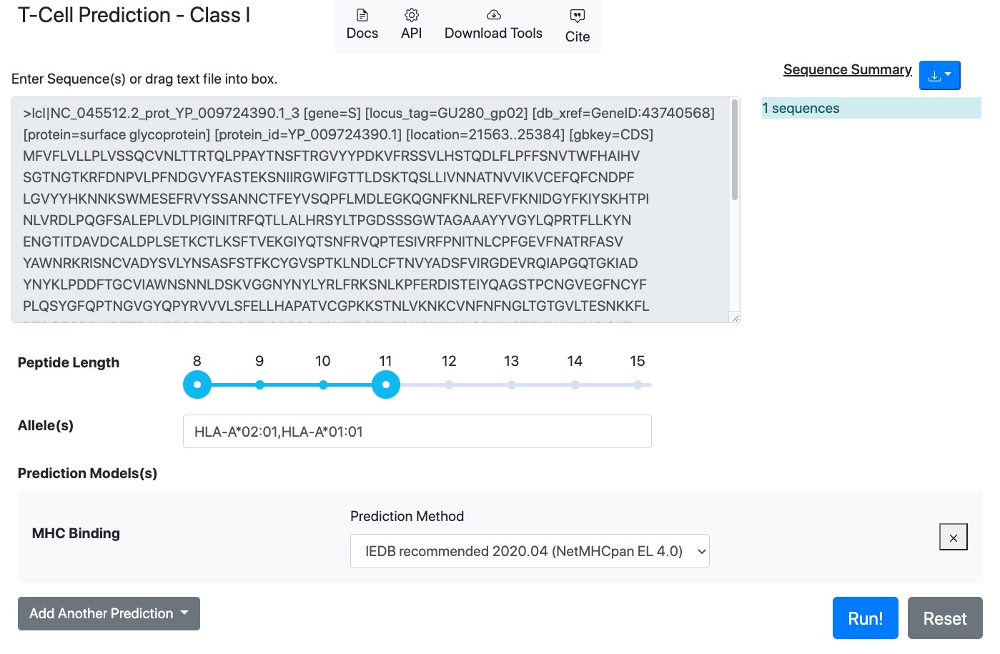 T-Cell Prediction - Class I
Docs
API
Download Tools
Cite
Enter Sequence(s) or drag text file into box.
Sequence Summary
1 sequences
>lcl|NC_045512.2_prot_YP_009724390.1_3 [gene=S] [locus_tag=GU280_gp02] [db_xref=GeneID:43740568]
[protein=surface glycoprotein] [protein_id=YP_009724390.1] [location=21563..25384] [gbkey=CDS]
MFVFLVLLPLVSSQCVNLTTRTQLPPAYTNSFTRGVYYPDKVFRSSVLHSTQDLFLPFFSNVTWFHAIHV
SGTNGTKRFDNPVLPFNDGVYFASTEKSNIIRGWIFGTTLDSKTQSLLIVNNATNVVIKVCEFQFCNDPF
LGVYYHKNNKSWMESEFRVYSSANNCTFEYVSQPFLMDLEGKQGNFKNLREFVFKNIDGYFKIYSKHTPI
NLVRDLPQGFSALEPLVDLPIGINITRFQTLLALHRSYLTPGDSSSGWTAGAAAYYVGYLQPRTFLLKYN
ENGTITDAVDCALDPLSETKCTLKSFTVEKGIYQTSNFRVQPTESIVRFPNITNLCPFGEVFNATRFASV
YAWNRKRISNCVADYSVLYNSASFSTFKCYGVSPTKLNDLCFTNVYADSFVIRGDEVRQIAPGQTGKIAD
YNYKLPDDFTGCVIAWNSNNLDSKVGGNYNYLYRLFRKSNLKPFERDISTEIYQAGSTPCNGVEGFNCYF
PLQSYGFQPTNGVGYQPYRVVVLSFELLHAPATVCGPKKSTNLVKNKCVNFNFNGLTGTGVLTESNKKFL
Peptide Length
8 9 10 11 12 13 14 15
Allele(s)
HLA-A*02:01,HLA-A*01:01
Prediction Models(s)
Prediction Method
MHC Binding
IEDB recommended 2020.04 (NetMHCpan EL 4.0)
Add Another Prediction
Run!
Reset